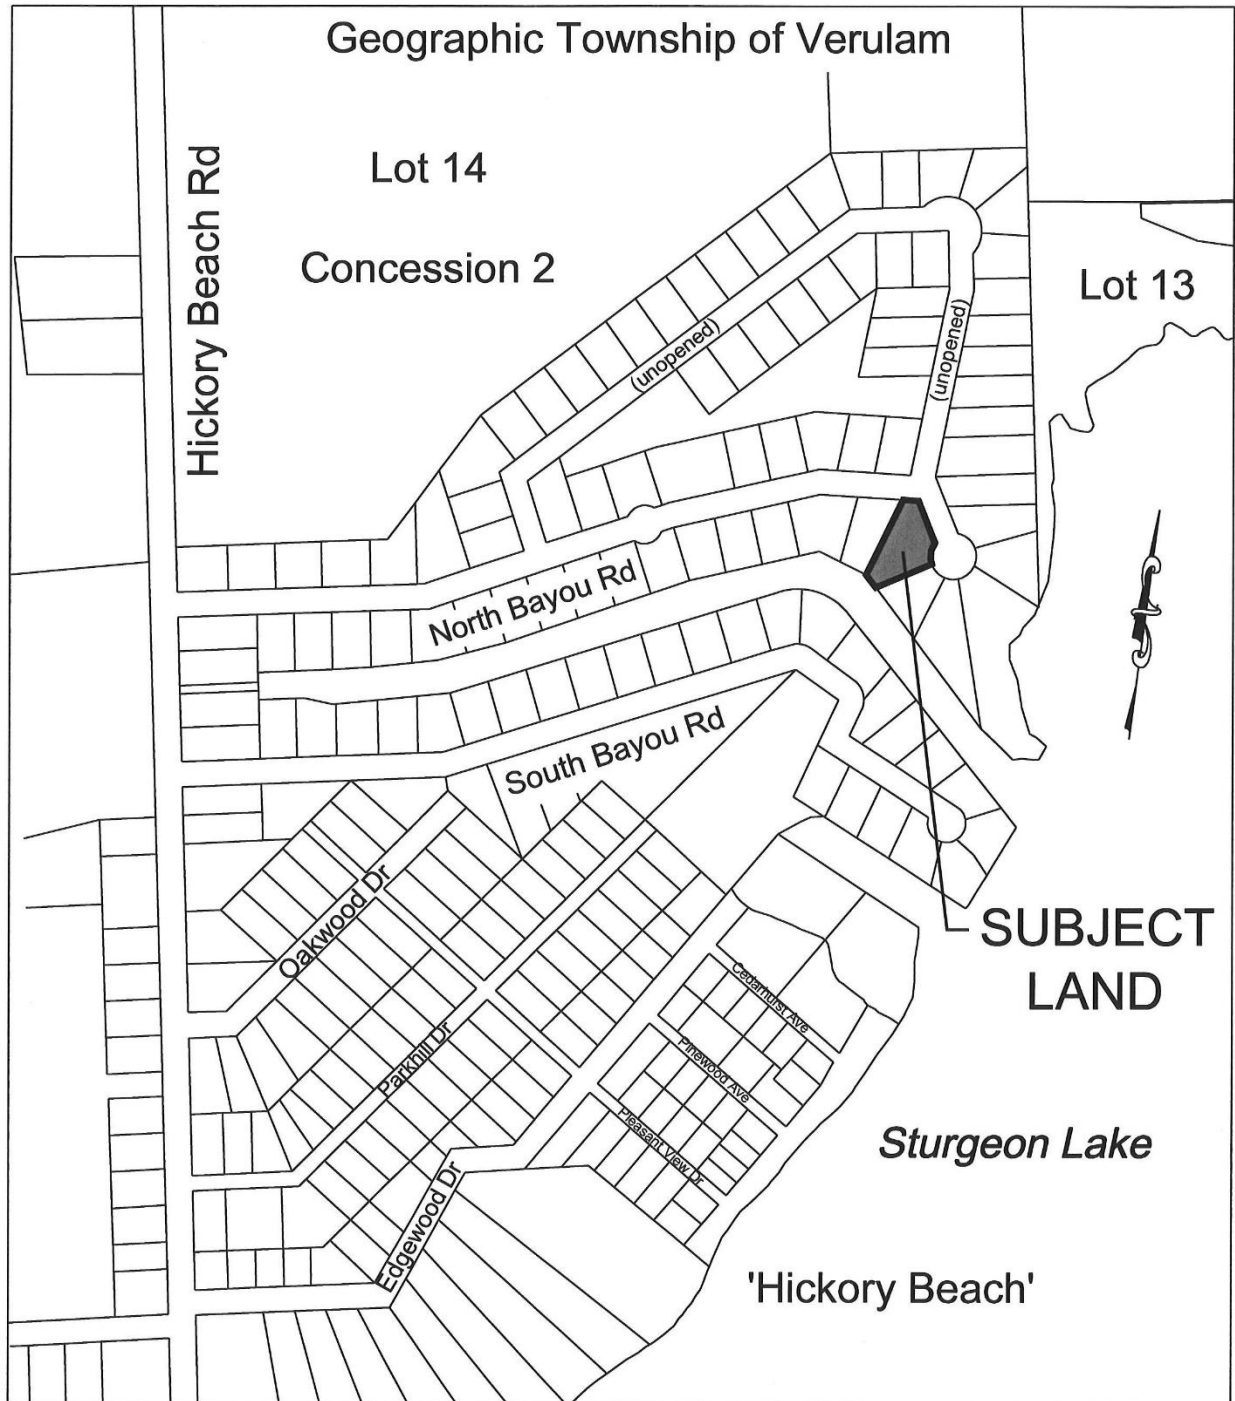 Geographic Township of Verulam
Lot 14
Concession 2
Hickory Beach Rd
Lot 13
(unopened)
(unopened)
North Bayou Rd
South Bayou Rd
SUBJECT
LAND
Oakwood Dr
Cedarhurst Ave
Parkhill Dr
Pinewood Ave
Pleasant View Dr
Sturgeon Lake
Edgewood Dr
'Hickory Beach'